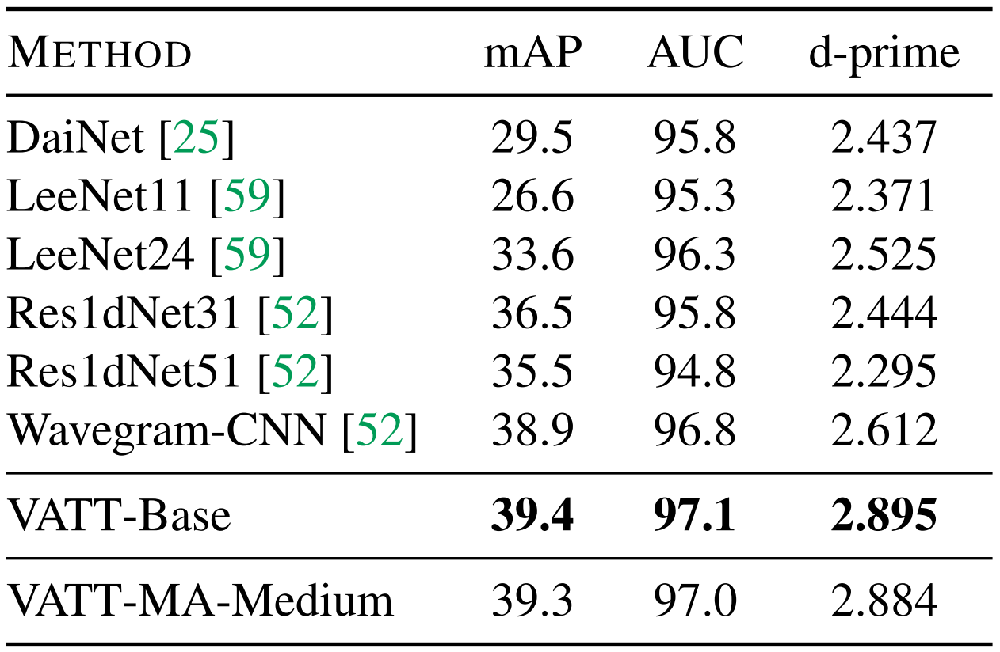 METHOD mAP AUC d-prime
DaiNet [25] 29.5 95.8 2.437
LeeNet11 [59] 26.6 95.3 2.371
LeeNet24 [59] 33.6 96.3 2.525
Res1dNet31 [52] 36.5 95.8 2.444
Res1dNet51 [52] 35.5 94.8 2.295
Wavegram-CNN [52] 38.9 96.8 2.612
VATT-Base 39.4 97.1 2.895
VATT-MA-Medium 39.3 97.0 2.884